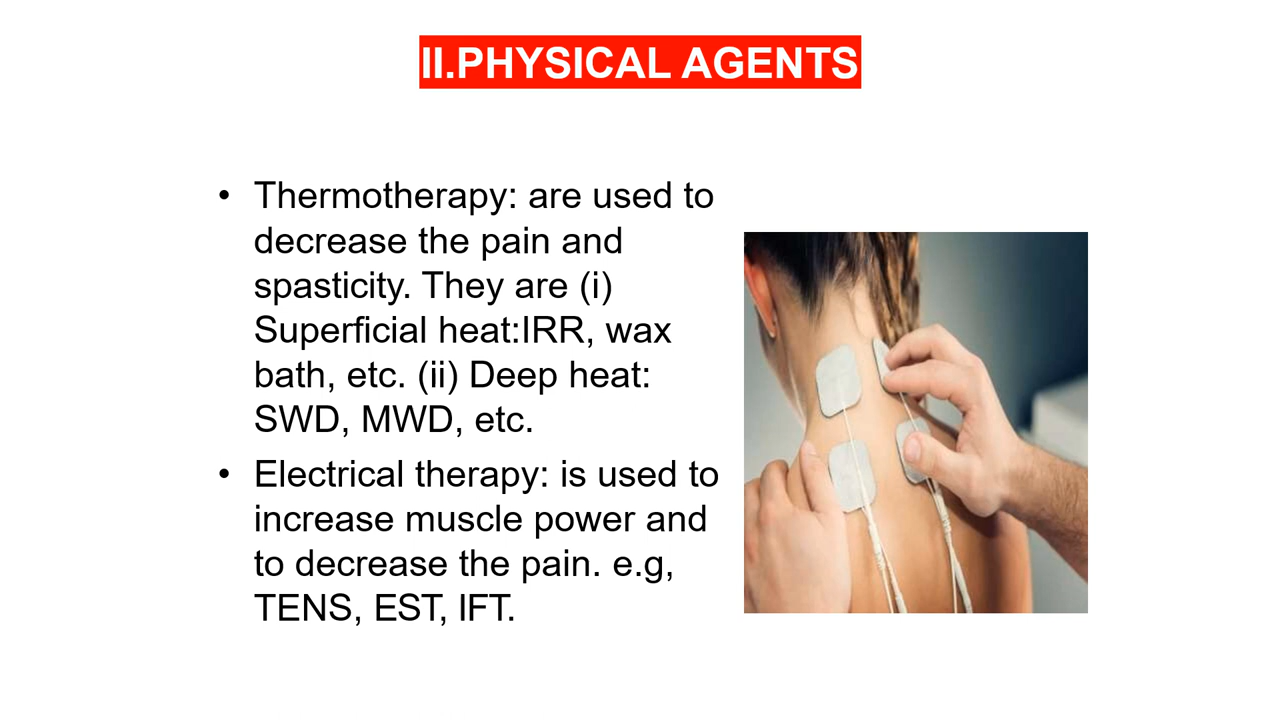 II.PHYSICAL AGENTS
• Thermotherapy: are used to
decrease the pain and
spasticity. They are (i)
Superficial heat:IRR, wax
bath, etc. (ii) Deep heat:
SWD, MWD, etc.
• Electrical therapy: is used to
increase muscle power and
to decrease the pain. e.g,
TENS, EST, IFT.